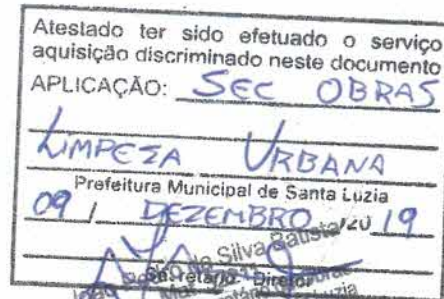 Atestado ter sido efetuado o serviço
aquisição discriminado neste documento
APLICAÇÃO: SEC OBRAS
LIMPEZA URBANA
Prefeitura Municipal de Santa Luzia
09 / DEZEMBRO /20 19
da Silva Batista
Secretário - Diretor